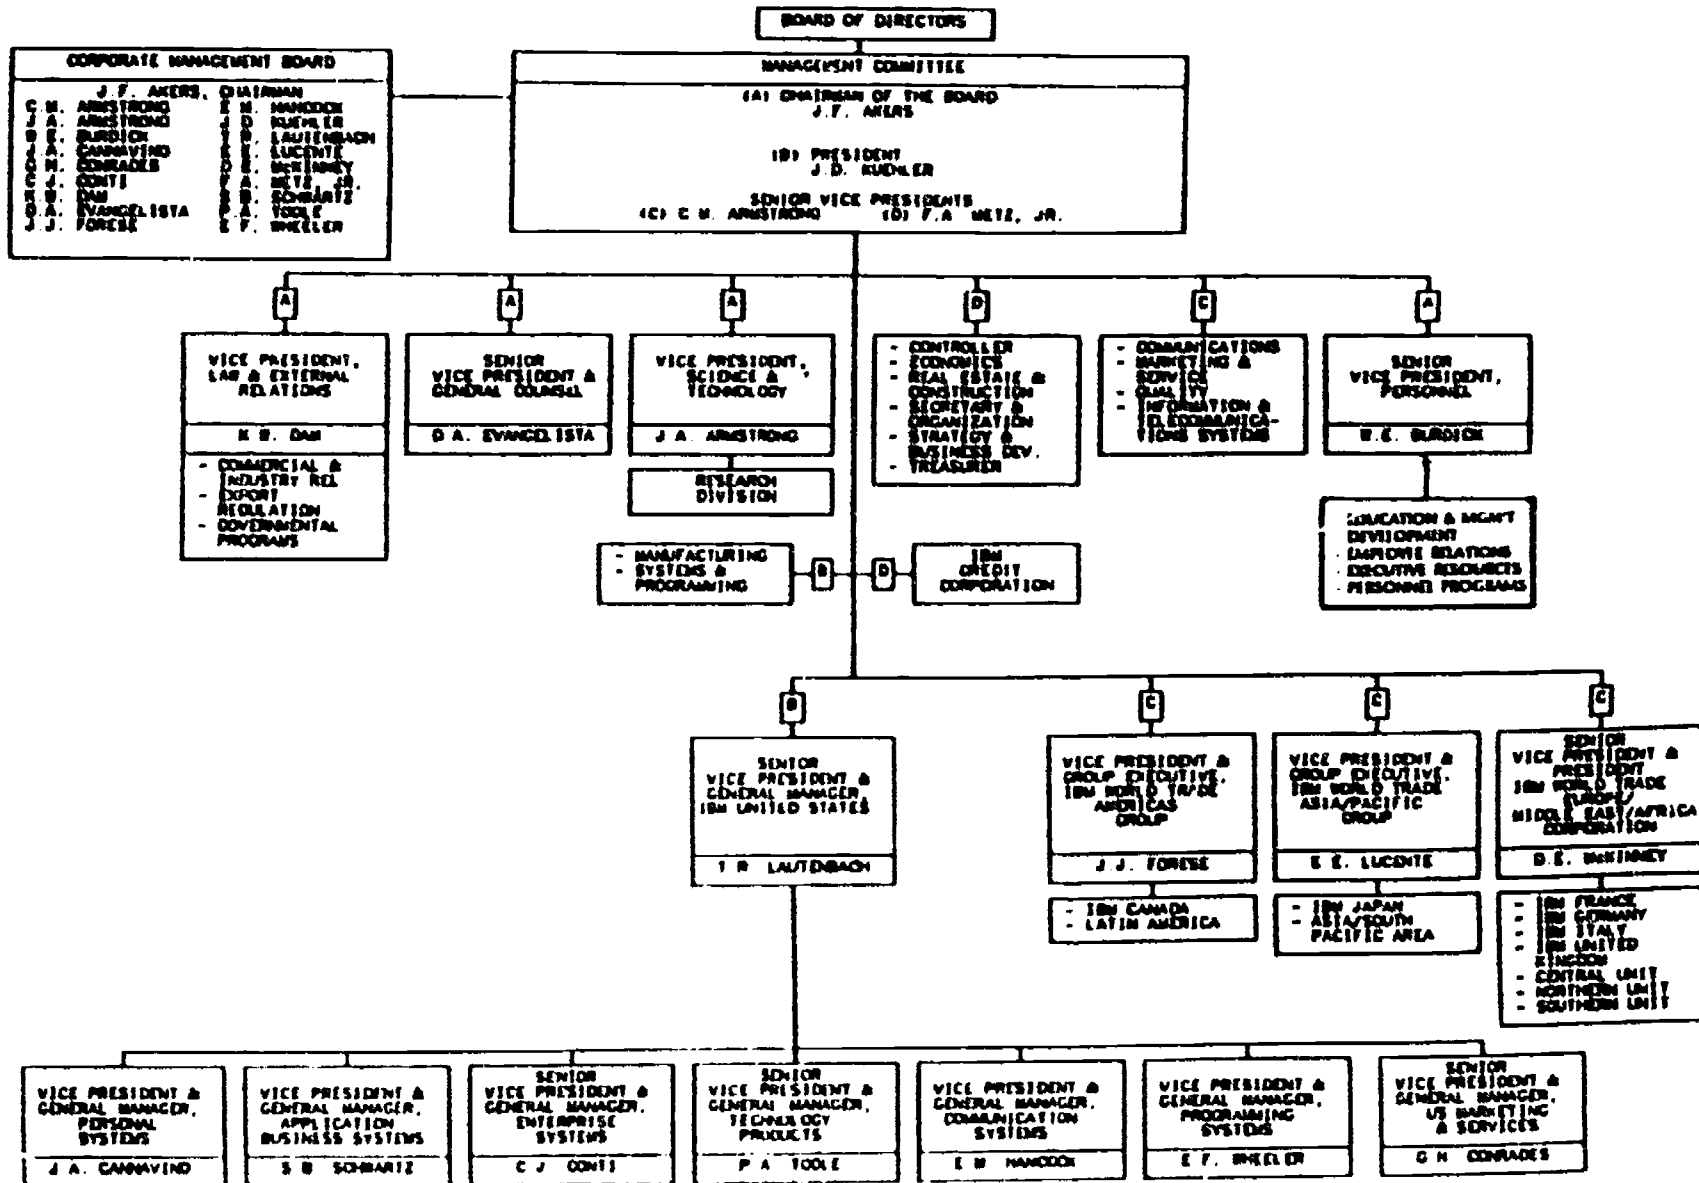 BOARD OF DIRECTORS
CORPORATE MANAGEMENT BOARD
J.F. AKERS, CHAIRMAN
C.M. ARMSTRONG
J.A. ARMSTRONG
BURDICK
J.A. CANNAVINO
CONRADES
C.J. CONTI
DAM
D.A. EVANGELISTA
J.J. FORESE
HANCOCK
J.D. KUEHLER
LAUTENBACH
LUCENTE
D.E. McKINNEY
F.A. METZ, JR.
SCHWARTZ
P.A. TOOLE
E.F. WHEELER
MANAGEMENT COMMITTEE
(A) CHAIRMAN OF THE BOARD
J.F. AKERS
(B) PRESIDENT
J.D. KUEHLER
SENIOR VICE PRESIDENTS
(C) C M. ARMSTRONG (D) F.A METZ, JR.
A
A
A
D
C
A
VICE PRESIDENT,
LAW & EXTERNAL
RELATIONS
K W. DAM
- COMMERCIAL &
INDUSTRY REL
- EXPORT
REGULATION
- GOVERNMENTAL
PROGRAMS
SENIOR
VICE PRESIDENT &
GENERAL COUNSEL
D A. EVANGELISTA
VICE PRESIDENT,
SCIENCE &
TECHNOLOGY
J A. ARMSTRONG
RESEARCH
DIVISION
- CONTROLLER
- ECONOMICS
- REAL ESTATE &
CONSTRUCTION
- SECRETARY &
ORGANIZATION
- STRATEGY &
BUSINESS DEV.
- TREASURER
- COMMUNICATIONS
- MARKETING &
SERVICE
- QUALITY
- INFORMATION &
TELECOMMUNICA-
TIONS SYSTEMS
SENIOR
VICE PRESIDENT,
PERSONNEL
W.E. BURDICK
EDUCATION & MGM'T
DEVELOPMENT
EMPLOYE RELATIONS
EXECUTIVE RESOURCES
PERSONNEL PROGRAMS
- MANUFACTURING
- SYSTEMS &
PROGRAMMING
B
D
IBM
CREDIT
CORPORATION
B
C
C
C
SENIOR
VICE PRESIDENT &
GENERAL MANAGER,
IBM UNITED STATES
T R LAUTENBACH
VICE PRESIDENT &
GROUP EXECUTIVE,
IBM WORLD TRADE
AMERICAS
GROUP
J.J. FORESE
- IBM CANADA
- LATIN AMERICA
VICE PRESIDENT &
GROUP EXECUTIVE,
IBM WORLD TRADE
ASIA/PACIFIC
GROUP
E E. LUCENTE
- IBM JAPAN
- ASIA/SOUTH
PACIFIC AREA
SENIOR
VICE PRESIDENT &
PRESIDENT
IBM WORLD TRADE
EUROPE/
MIDDLE EAST/AFRICA
CORPORATION
D.E. McKINNEY
- IBM FRANCE
- IBM GERMANY
- IBM ITALY
- IBM UNITED
KINGDOM
- CENTRAL UNIT
- NORTHERN UNIT
- SOUTHERN UNIT
VICE PRESIDENT &
GENERAL MANAGER,
PERSONAL
SYSTEMS
J A. CANNAVINO
VICE PRESIDENT &
GENERAL MANAGER,
APPLICATION
BUSINESS SYSTEMS
S B SCHWARTZ
SENIOR
VICE PRESIDENT &
GENERAL MANAGER,
ENTERPRISE
SYSTEMS
C J CONTI
SENIOR
VICE PRESIDENT &
GENERAL MANAGER,
TECHNOLOGY
PRODUCTS
P A TOOLE
VICE PRESIDENT &
GENERAL MANAGER,
COMMUNICATION
SYSTEMS
E M HANCOCK
VICE PRESIDENT &
GENERAL MANAGER,
PROGRAMMING
SYSTEMS
E F. WHEELER
SENIOR
VICE PRESIDENT &
GENERAL MANAGER,
US MARKETING
& SERVICES
G H CONRADES